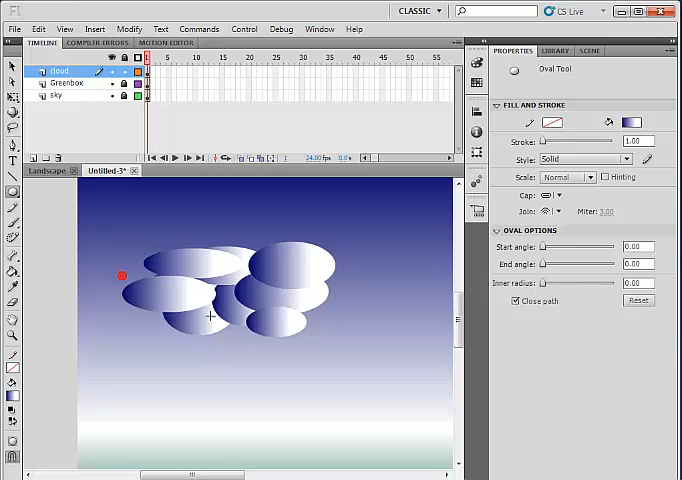 Fl
CLASSIC
CS Live
File Edit View Insert Modify Text Commands Control Debug Window Help
TIMELINE COMPILER ERRORS MOTION EDITOR
1 5 10 15 20 25 30 35 40 45 50 55
cloud
Greenbox
sky
1 24.00 fps 0.0 s
Landscape Untitled-3*
PROPERTIES LIBRARY SCENE
Oval Tool
FILL AND STROKE
Stroke: 1.00
Style: Solid
Scale: Normal Hinting
Cap:
Join: Miter: 3.00
OVAL OPTIONS
Start angle: 0.00
End angle: 0.00
Inner radius: 0.00
Close path Reset